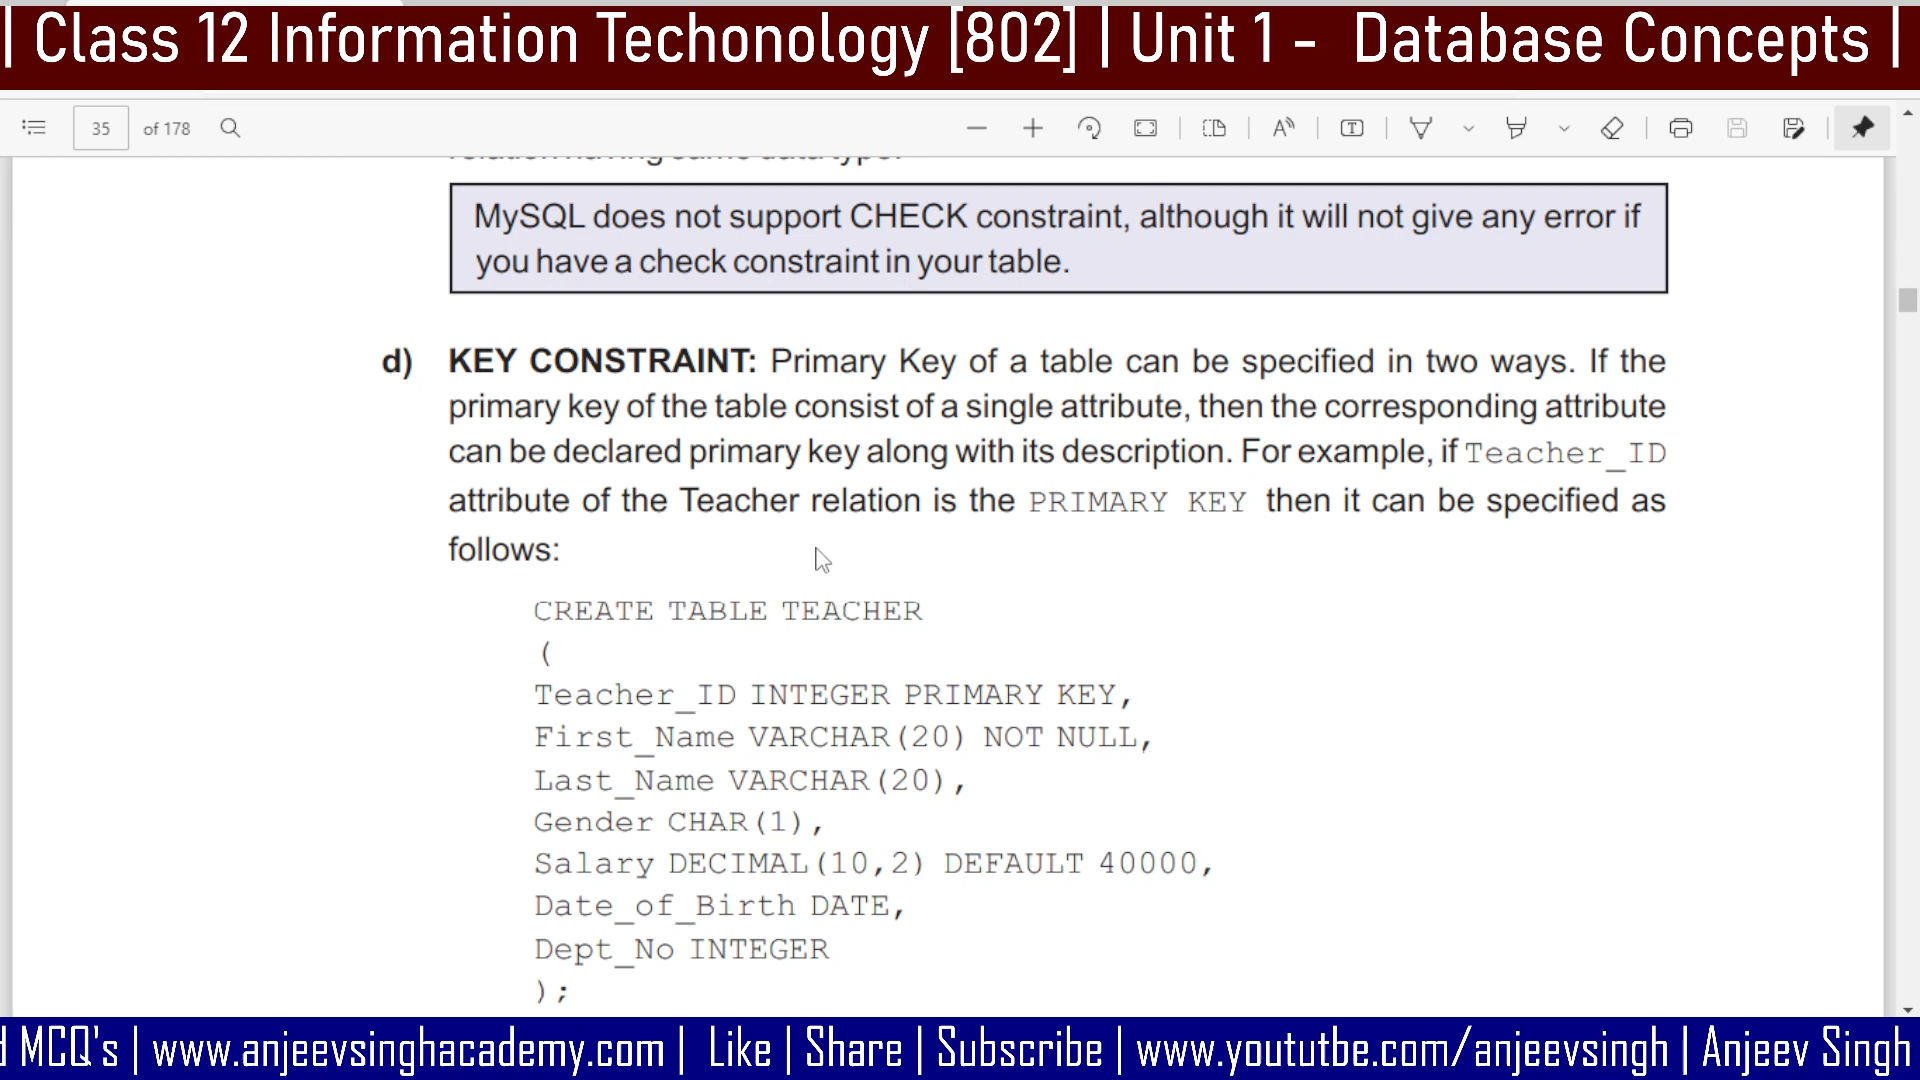 | Class 12 Information Techonology [802] | Unit 1 - Database Concepts |
35 of 178
relation having same data type.
MySQL does not support CHECK constraint, although it will not give any error if
you have a check constraint in your table.
d) KEY CONSTRAINT: Primary Key of a table can be specified in two ways. If the
primary key of the table consist of a single attribute, then the corresponding attribute
can be declared primary key along with its description. For example, if Teacher_ID
attribute of the Teacher relation is the PRIMARY KEY then it can be specified as
follows:
CREATE TABLE TEACHER
(
Teacher_ID INTEGER PRIMARY KEY,
First_Name VARCHAR(20) NOT NULL,
Last_Name VARCHAR(20),
Gender CHAR(1),
Salary DECIMAL(10,2) DEFAULT 40000,
Date_of_Birth DATE,
Dept_No INTEGER
);
d MCQ's | www.anjeevsinghacademy.com | Like | Share | Subscribe | www.yoututbe.com/anjeevsingh | Anjeev Singh